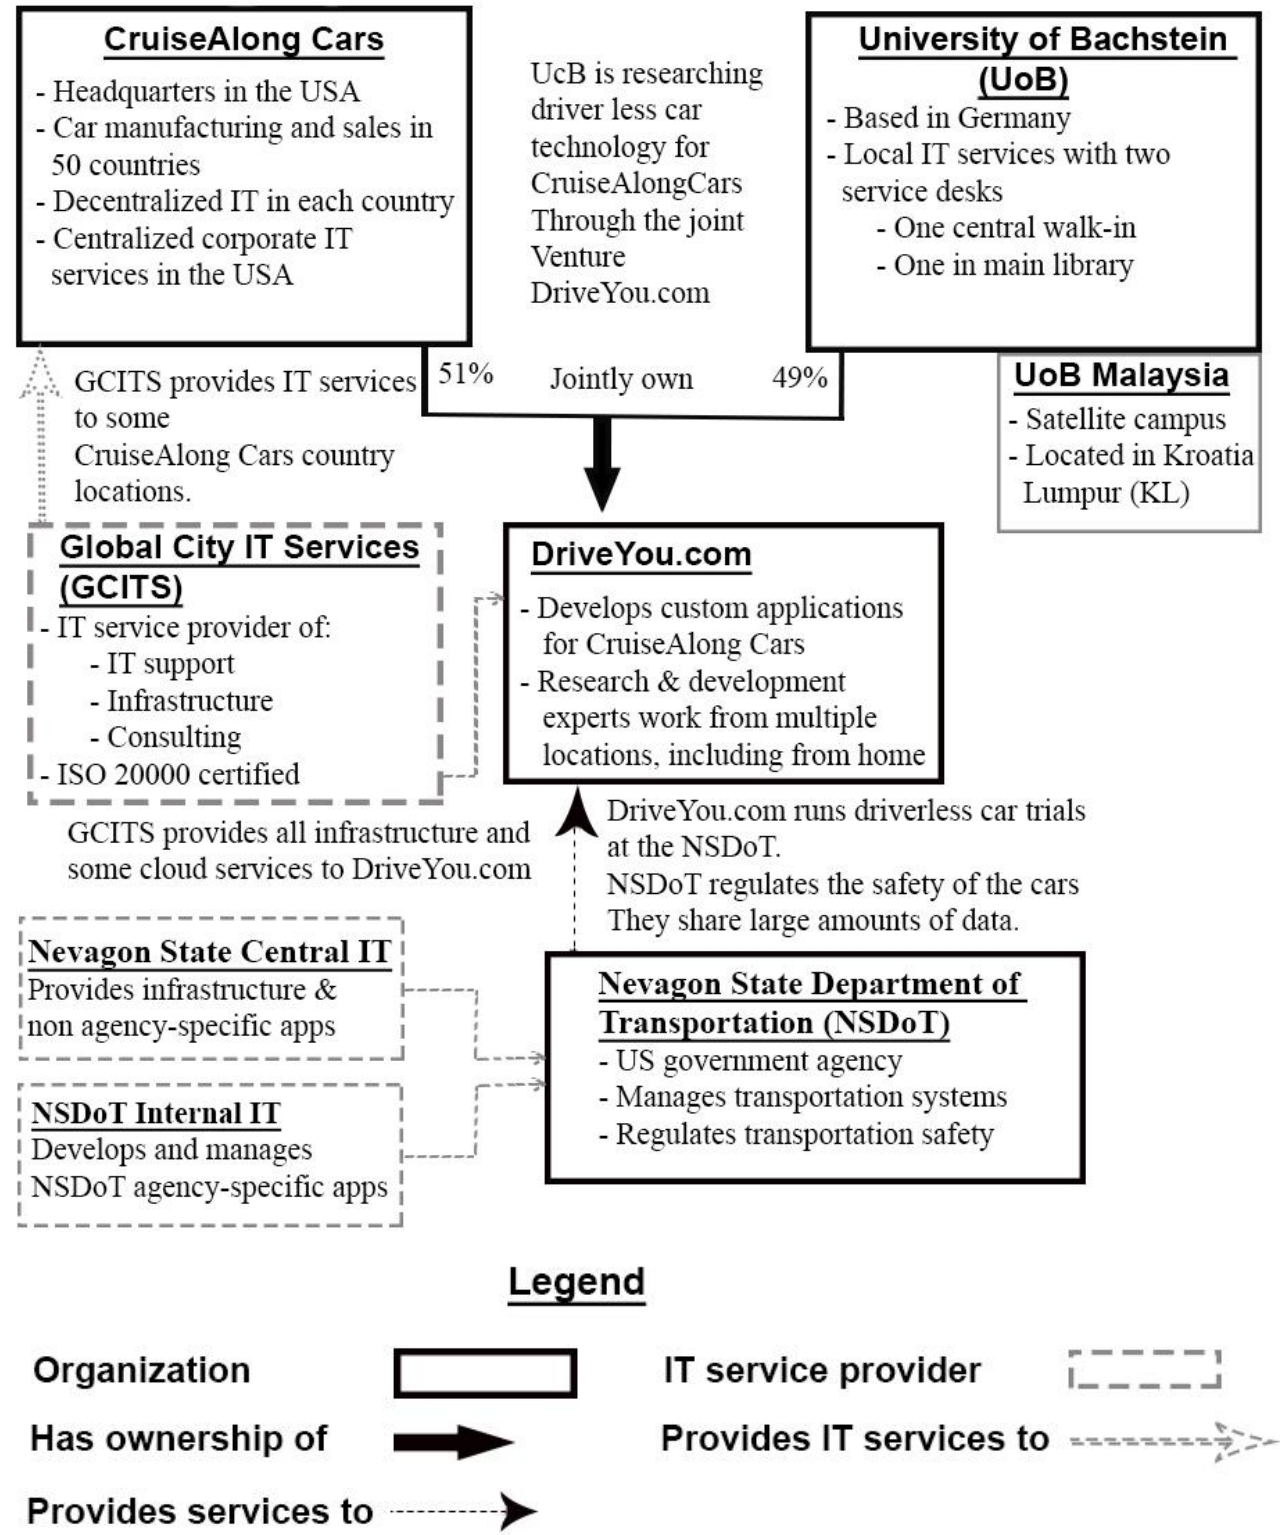 CruiseAlong Cars
- Headquarters in the USA
- Car manufacturing and sales in
50 countries
- Decentralized IT in each country
- Centralized corporate IT
services in the USA
UcB is researching
driver less car
technology for
CruiseAlongCars
Through the joint
Venture
DriveYou.com
University of Bachstein
(UoB)
- Based in Germany
- Local IT services with two
service desks
- One central walk-in
- One in main library
51%
Jointly own
49%
UoB Malaysia
- Satellite campus
- Located in Kroatia
Lumpur (KL)
GCITS provides IT services
to some
CruiseAlong Cars country
locations.
Global City IT Services
(GCITS)
- IT service provider of:
- IT support
- Infrastructure
- Consulting
- ISO 20000 certified
DriveYou.com
- Develops custom applications
for CruiseAlong Cars
- Research & development
experts work from multiple
locations, including from home
GCITS provides all infrastructure and
some cloud services to DriveYou.com
DriveYou.com runs driverless car trials
at the NSDoT.
NSDoT regulates the safety of the cars
They share large amounts of data.
Nevagon State Central IT
Provides infrastructure &
non agency-specific apps
NSDoT Internal IT
Develops and manages
NSDoT agency-specific apps
Nevagon State Department of
Transportation (NSDoT)
- US government agency
- Manages transportation systems
- Regulates transportation safety
Legend
Organization
IT service provider
Has ownership of
Provides IT services to
Provides services to